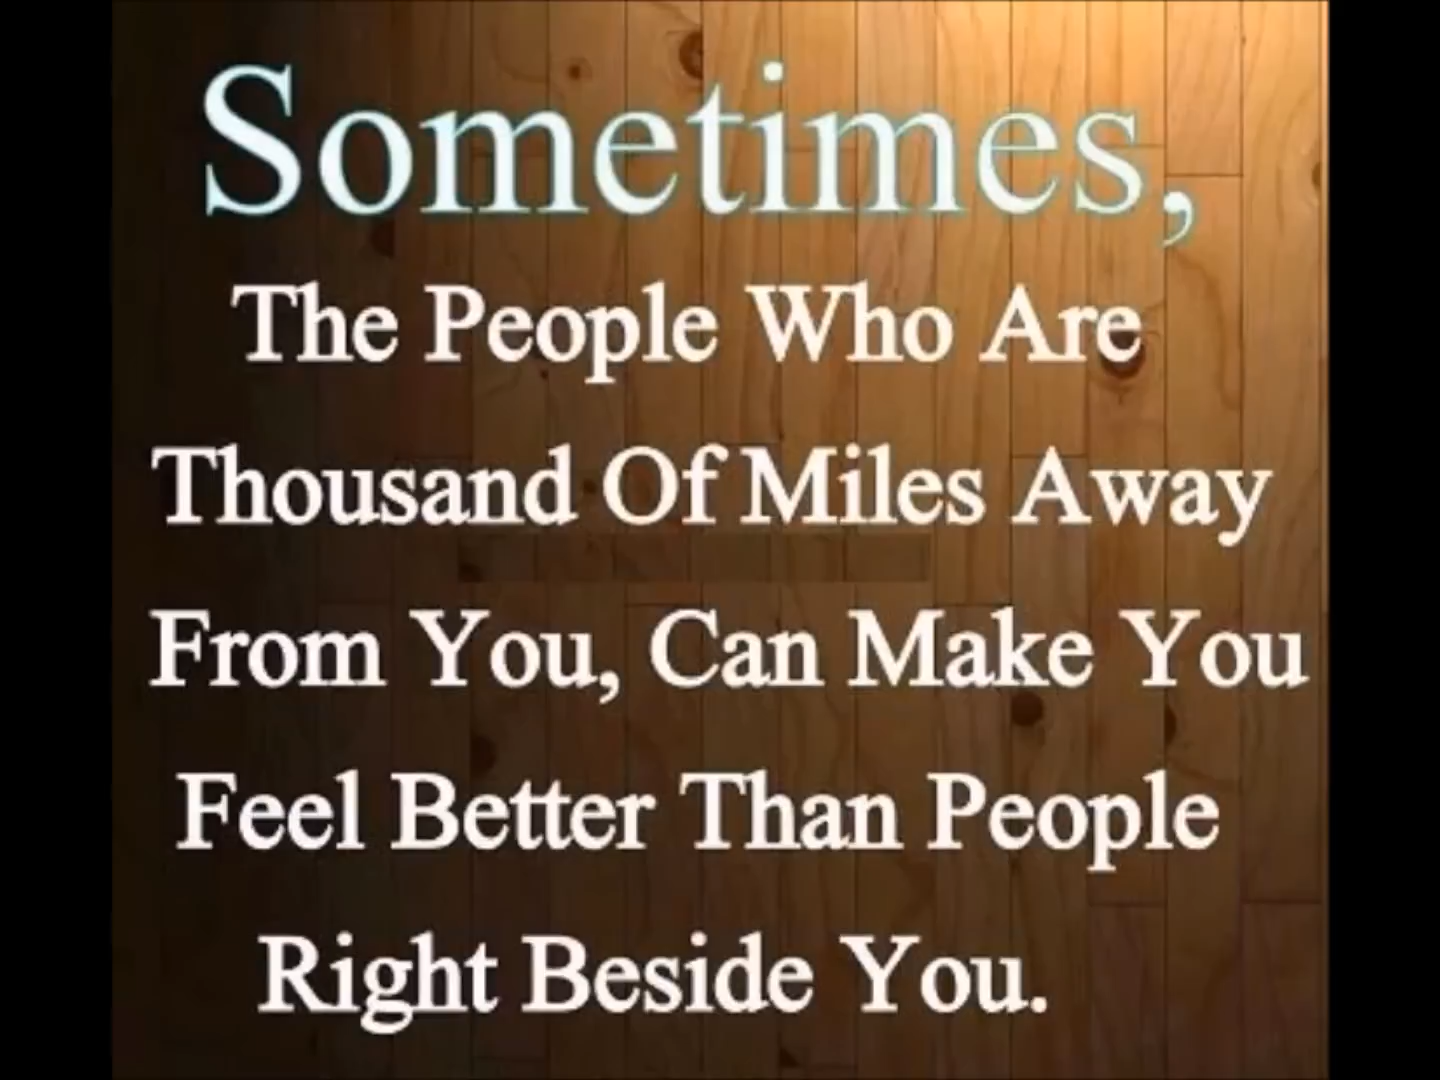 Sometimes,
The People Who Are
Thousand Of Miles Away
From You, Can Make You
Feel Better Than People
Right Beside You.